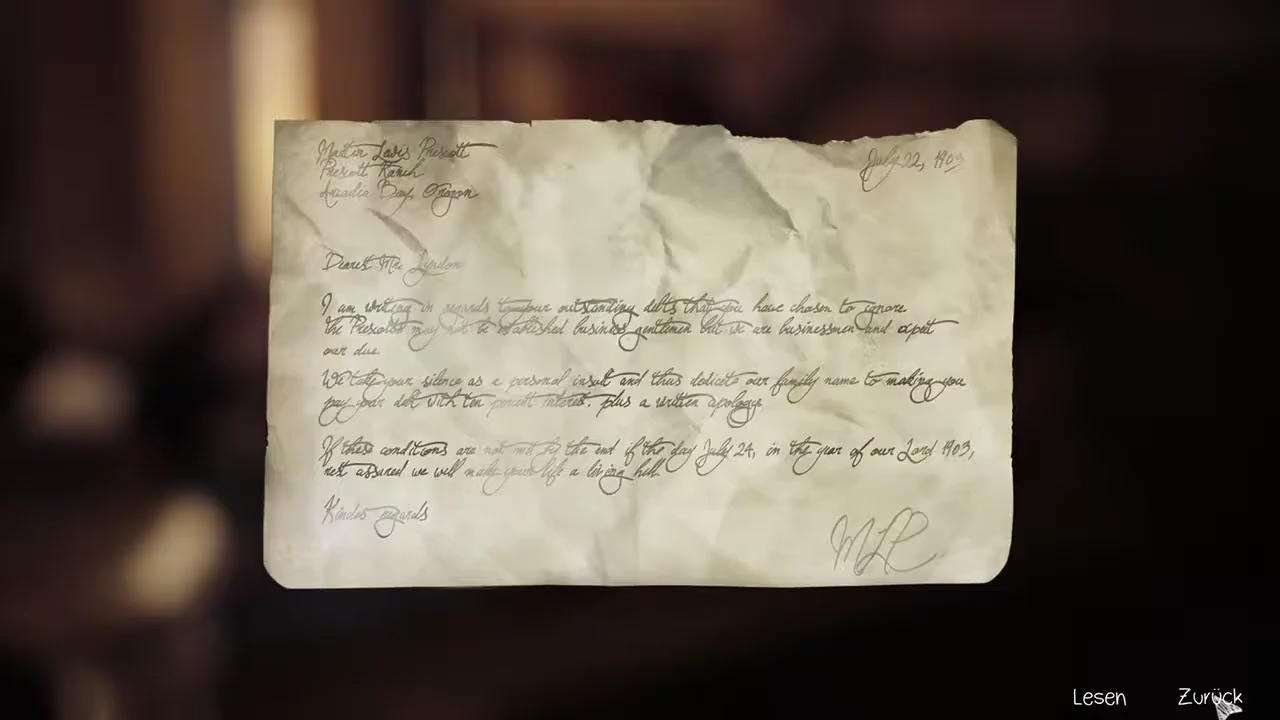 Martin Lewis Prescott
July 22, 1903
Prescott Ranch
Arcadia Bay, Oregon
Dearest Mr. Lyndon
I am writing in regards to your outstanding debts that you have chosen to ignore.
The Prescotts may not be established business gentlemen but we are businessmen and expect
our due.
We take your silence as a personal insult and thus dedicate our family name to making you
pay your debt with ten percent interest, plus a written apology.
If these conditions are not met by the end if the day July 24, in the year of our Lord 1903,
rest assured we will make your life a living hell.
Kindes regards
MLP
Lesen
Zurück